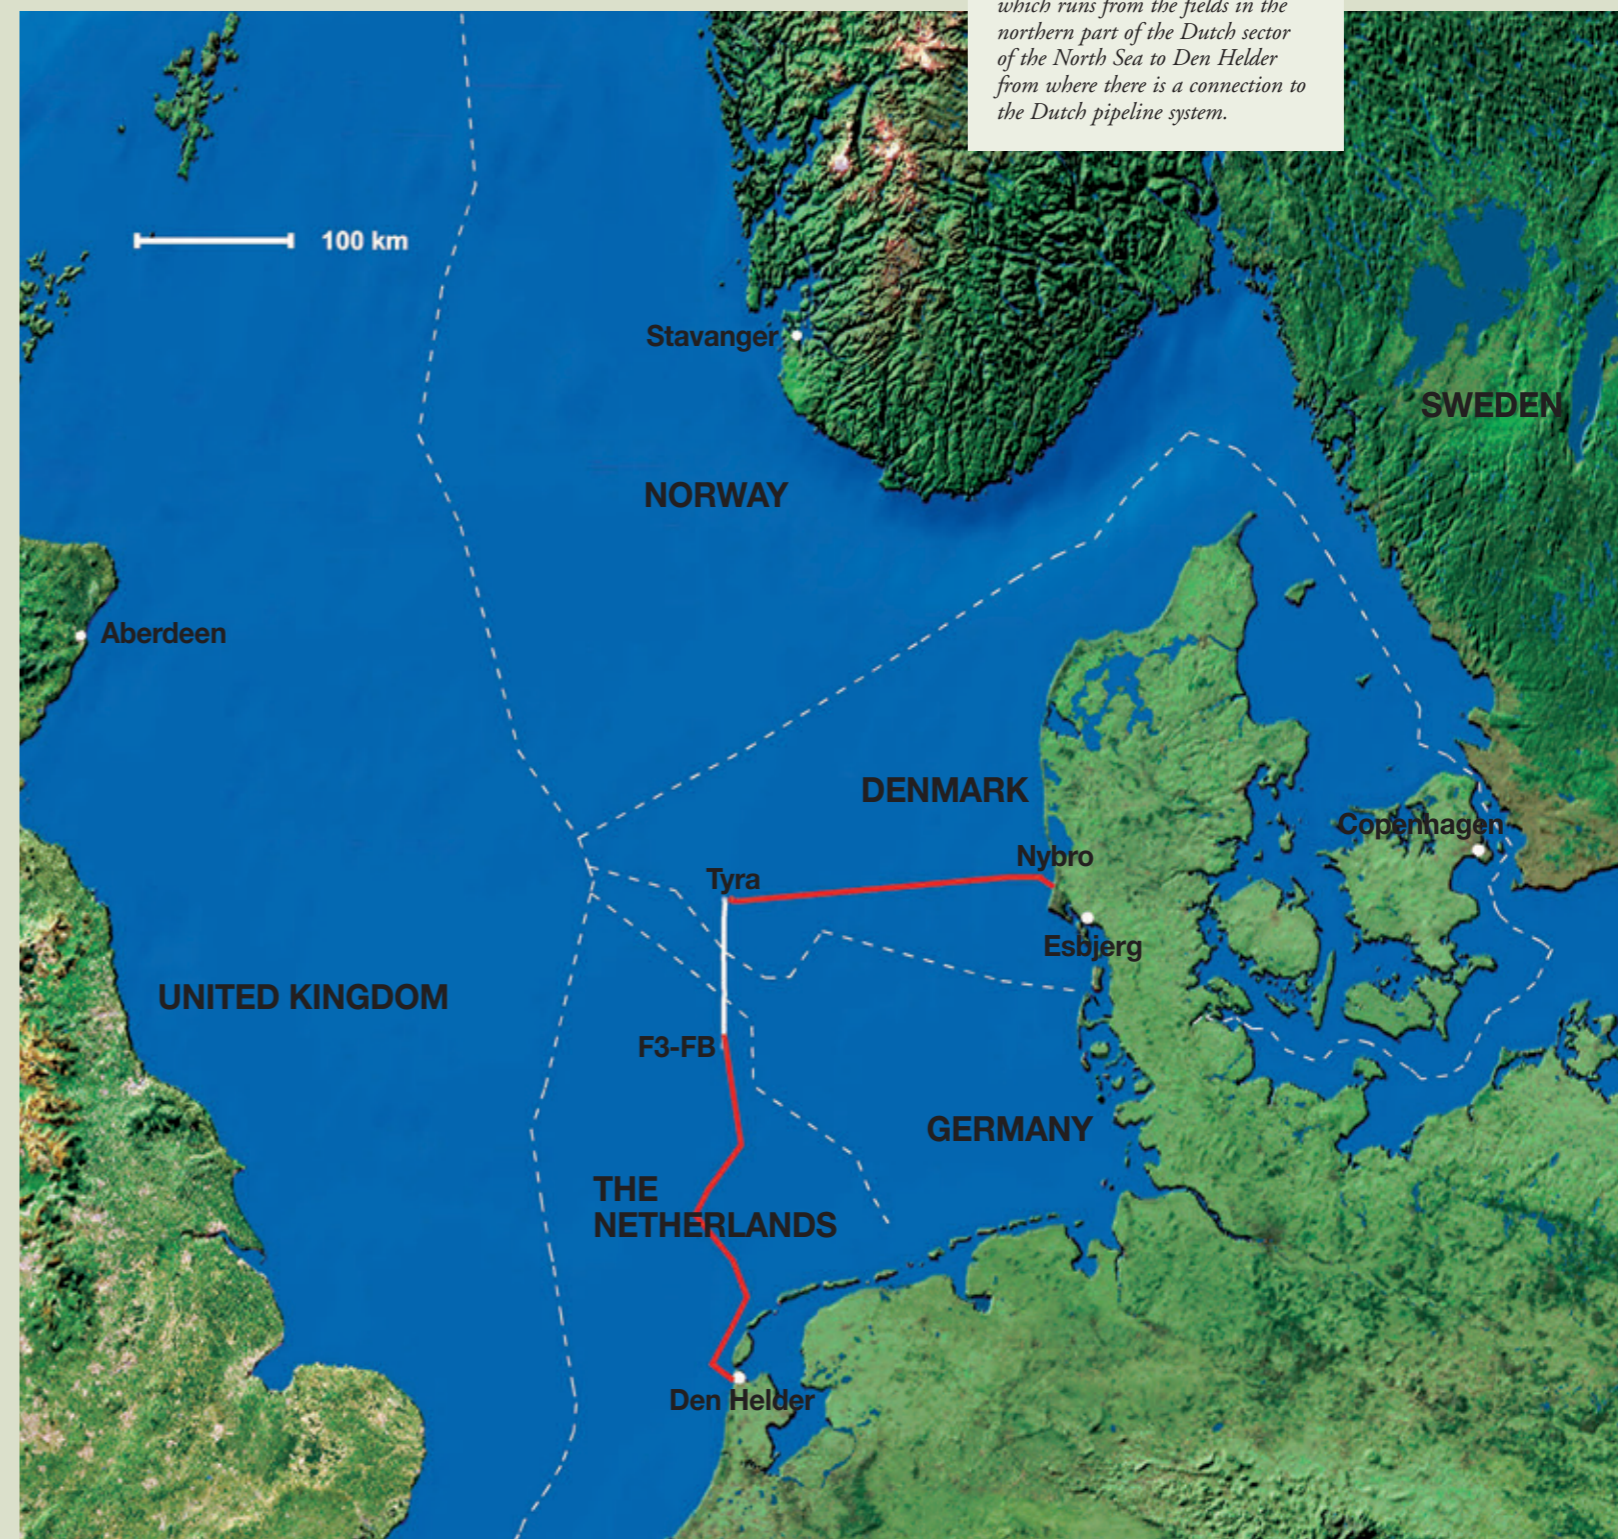 which runs from the fields in the
northern part of the Dutch sector
of the North Sea to Den Helder
from where there is a connection to
the Dutch pipeline system.
100 km
Stavanger
SWEDEN
NORWAY
Aberdeen
DENMARK
Copenhagen
Nybro
Tyra
Esbjerg
UNITED KINGDOM
F3-FB
GERMANY
THE
NETHERLANDS
Den Helder